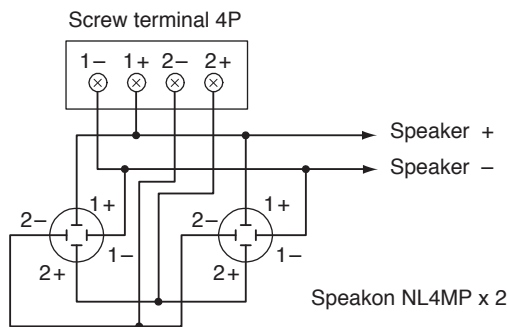 Screw terminal 4P
1− 1+ 2− 2+
Speaker +
Speaker −
2− 1+ 2− 1+
2+ 1− 2+ 1−
Speakon NL4MP x 2